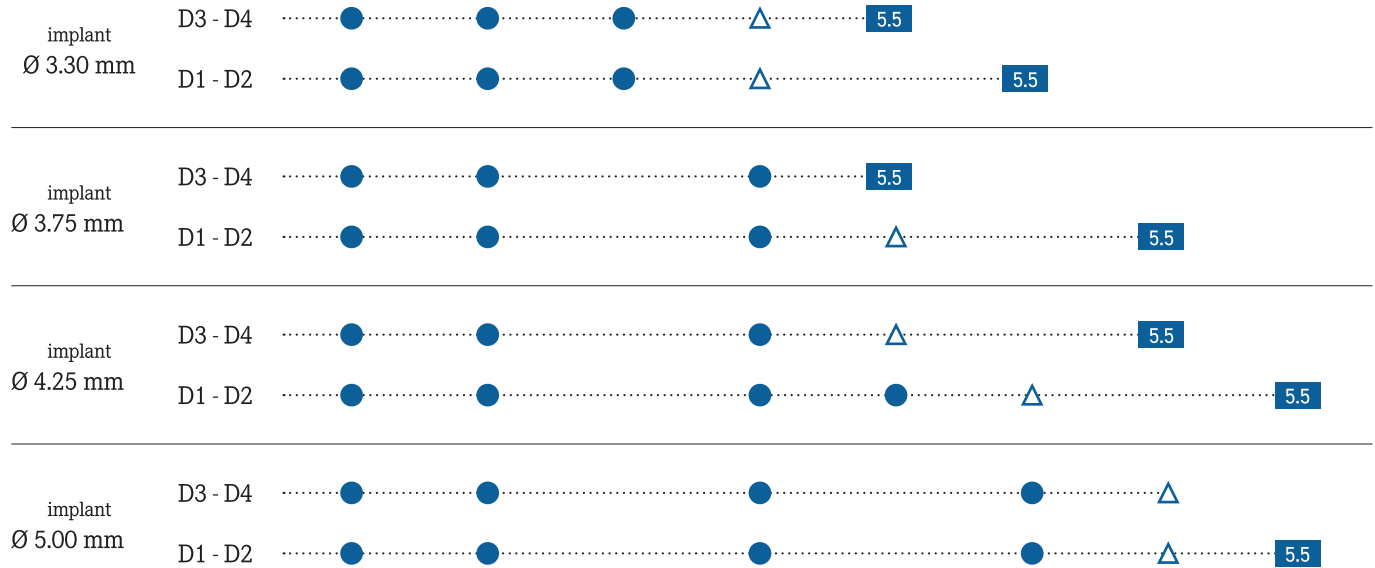 D3 - D4 5.5
implant
Ø 3.30 mm
D1 - D2 5.5
D3 - D4 5.5
implant
Ø 3.75 mm
D1 - D2 5.5
D3 - D4 5.5
implant
Ø 4.25 mm
D1 - D2 5.5
D3 - D4
implant
Ø 5.00 mm
D1 - D2 5.5